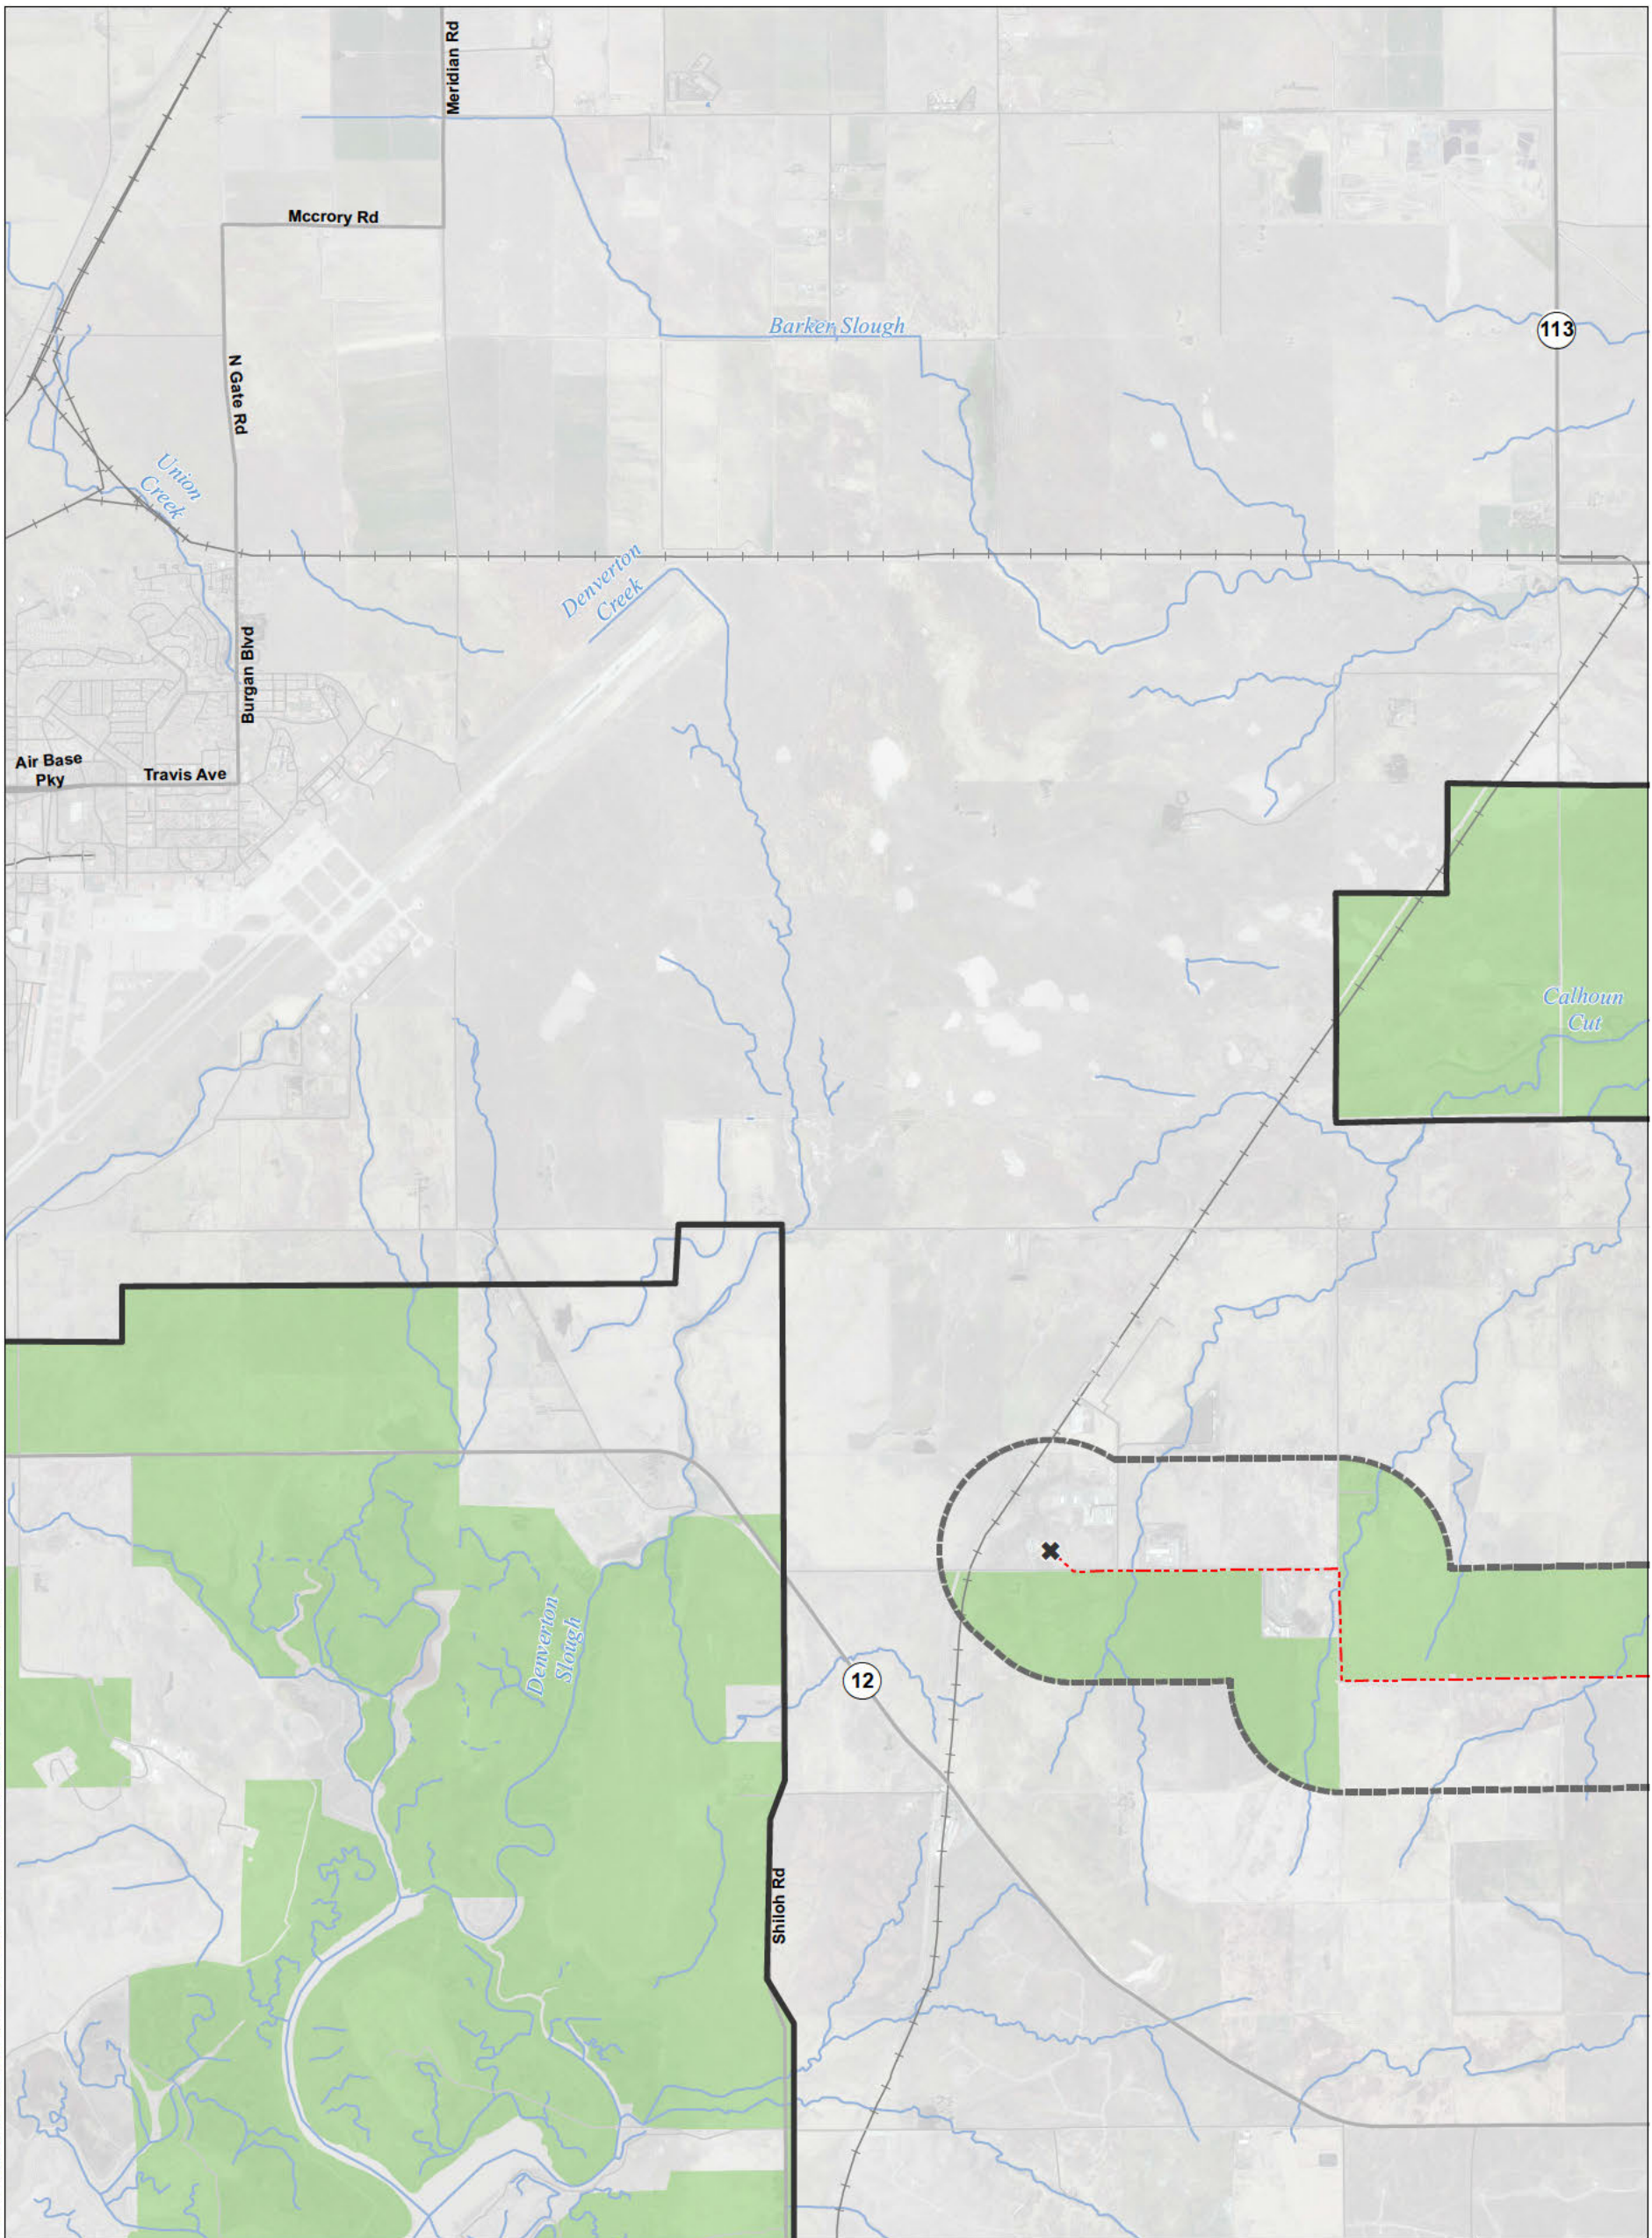 Meridian Rd
Mccrory Rd
Barker Slough
113
N Gate Rd
Union
Creek
Denverton
Creek
Burgan Blvd
Air Base
Pky
Travis Ave
Calhoun
Cut
Denverton
Slough
12
Shiloh Rd